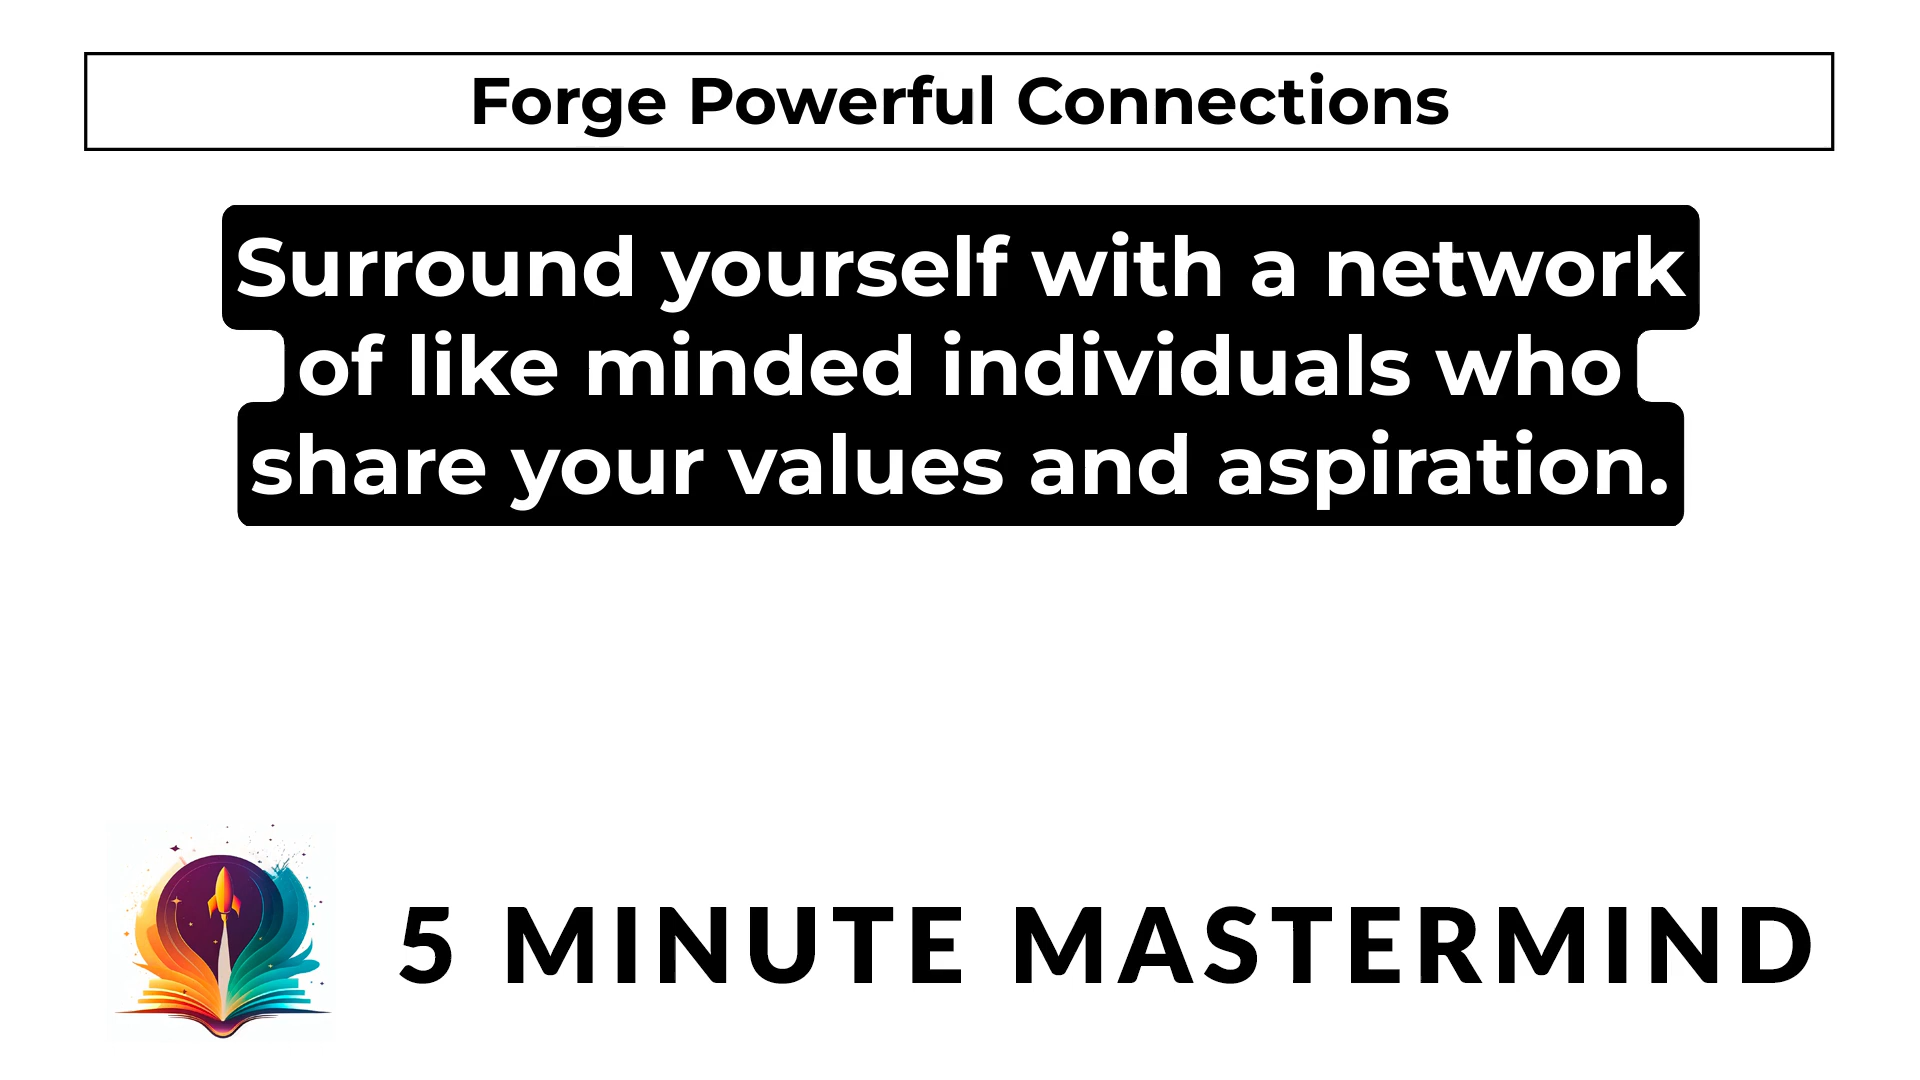 Forge Powerful Connections
Surround yourself with a network
of like minded individuals who
share your values and aspiration.
5 MINUTE MASTERMIND